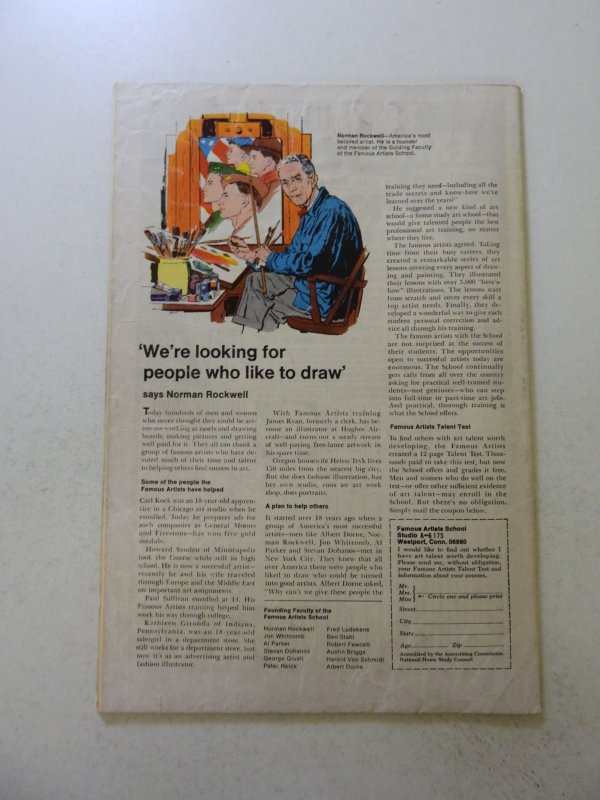 Norman Rockwell—America's most
beloved artist. He is a founder
and member of the Guiding Faculty
of the Famous Artists School.
'We're looking for
people who like to draw'
says Norman Rockwell
Today hundreds of men and women
who never thought they could be art-
ists are working at easels and drawing
boards, making pictures and getting
well paid for it. They all can thank a
group of famous artists who have de-
voted much of their time and talent
to helping others find success in art.
Some of the people the
Famous Artists have helped
Carl Kock was an 18-year-old appren-
tice in a Chicago art studio when he
enrolled. Today he prepares ads for
such companies as General Motors
and Firestone—has won five gold
medals.
Howard Sanden of Minneapolis
took the Course while still in high
school. He is now a successful artist—
recently he and his wife traveled
through Europe and the Middle East
on important art assignments.
Paul Sullivan enrolled at 14. His
Famous Artists training helped him
work his way through college.
Kathleen Gironda of Indiana,
Pennsylvania, was an 18-year-old
salesgirl in a department store. She
still works for a department store, but
now it's as an advertising artist and
fashion illustrator.
With Famous Artists training
James Ryan, formerly a clerk, has be-
come an illustrator at Hughes Air-
craft—and turns out a steady stream
of well-paying free-lance artwork in
his spare time.
Oregon housewife Helen Tryk lives
150 miles from the nearest big city.
But she does fashion illustration, has
her own studio, runs an art work
shop, does portraits.
A plan to help others
It started over 18 years ago when a
group of America's most successful
artists—men like Albert Dorne, Nor-
man Rockwell, Jon Whitcomb, Al
Parker and Stevan Dohanos—met in
New York City. They knew that all
over America there were people who
liked to draw who could be turned
into good artists. Albert Dorne asked,
"Why can't we give these people the
Founding Faculty of the
Famous Artists School
Norman Rockwell Fred Ludekens
Jon Whitcomb Ben Stahl
Al Parker Robert Fawcett
Stevan Dohanos Austin Briggs
George Giusti Harold Von Schmidt
Peter Helck Albert Dorne
training they need—including all the
trade secrets and know-how we've
learned over the years?"
He suggested a new kind of art
school—a home study art school—that
would give talented people the best
professional art training, no matter
where they live.
The famous artists agreed. Taking
time from their busy careers, they
created a remarkable series of art
lessons covering every aspect of draw-
ing and painting. They illustrated
their lessons with over 5,000 "here's-
how" illustrations. The lessons start
from scratch and cover every skill a
top artist needs. Finally, they de-
veloped a wonderful way to give each
student personal correction and ad-
vice all through his training.
The famous artists with the School
are not surprised at the success of
their students. The opportunities
open to successful artists today are
enormous. The School continually
gets calls from all over the country
asking for practical well-trained stu-
dents—not geniuses—who can step
into full-time or part-time art jobs.
And practical, thorough training is
what the School offers.
Famous Artists Talent Test
To find others with art talent worth
developing, the Famous Artists
created a 12-page Talent Test. Thou-
sands paid to take this test, but now
the School offers and grades it free.
Men and women who do well on the
test—or offer other sufficient evidence
of art talent—may enroll in the
School. But there's no obligation.
Simply mail the coupon below.
Famous Artists School
Studio A-6175
Westport, Conn. 06880
I would like to find out whether I
have art talent worth developing.
Please send me, without obligation,
your Famous Artists Talent Test and
information about your courses.
Mr.
Mrs. ← Circle one and please print
Miss
Street
City
State
Age Zip
Accredited by the Accrediting Commission
National Home Study Council